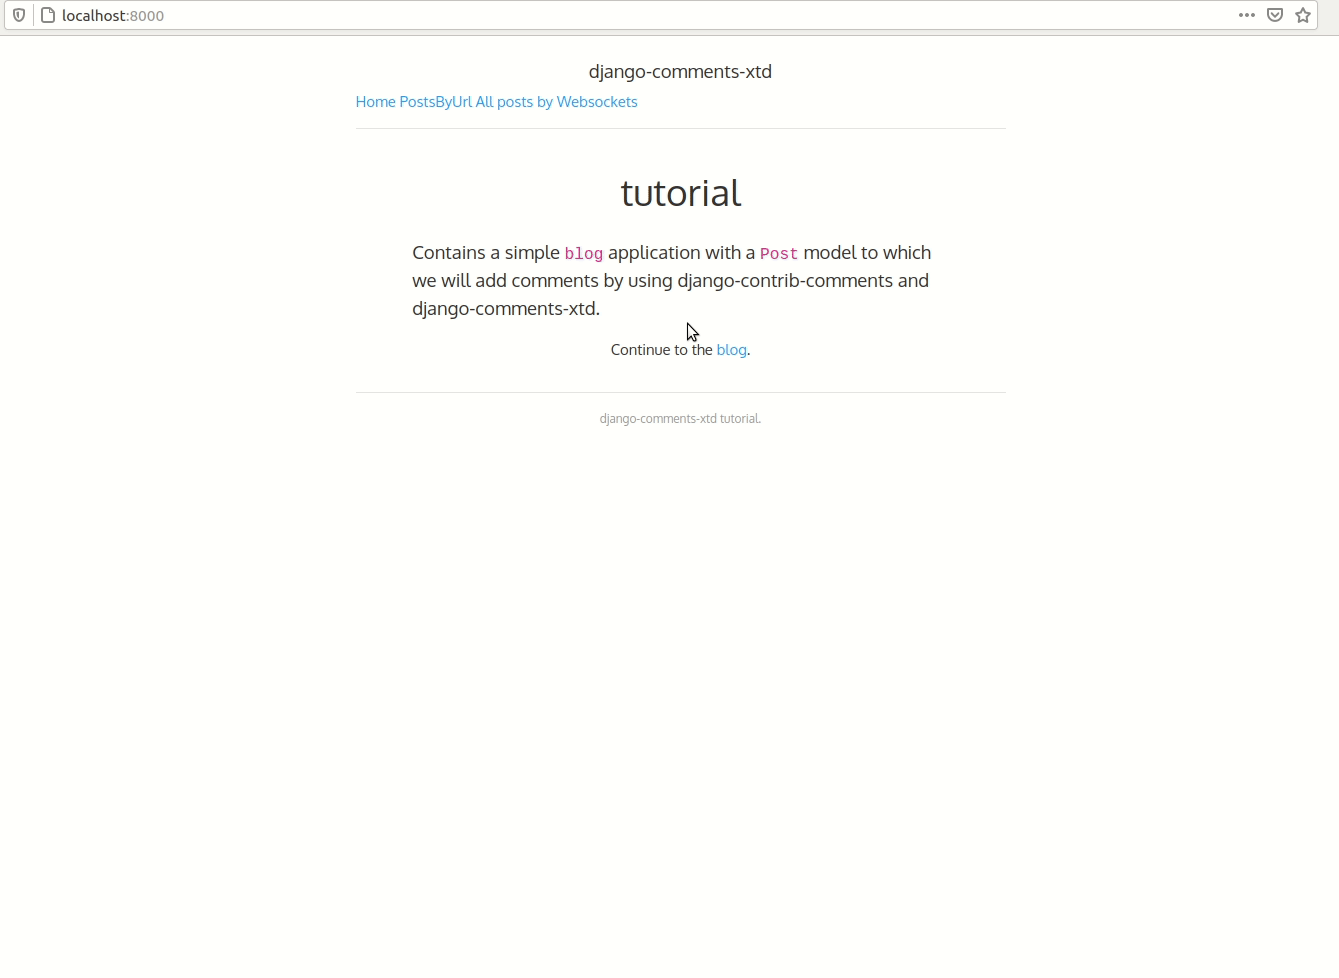 localhost:8000
django-comments-xtd
Home PostsByUrl All posts by Websockets
tutorial
Contains a simple blog application with a Post model to which
we will add comments by using django-contrib-comments and
django-comments-xtd.
Continue to the blog.
django-comments-xtd tutorial.